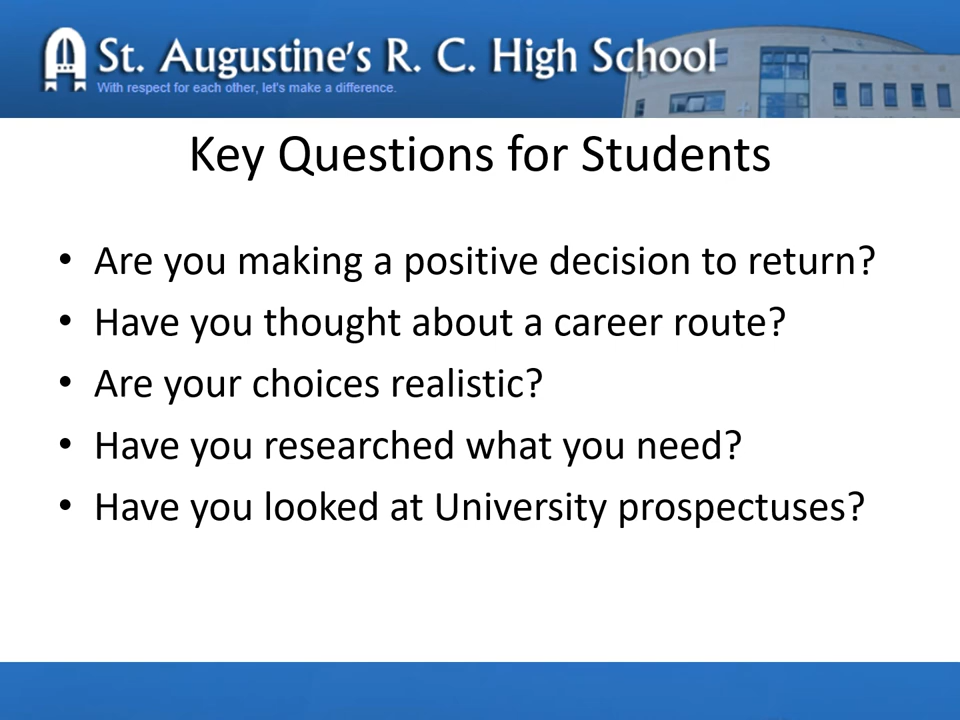 St. Augustine's R. C. High School
With respect for each other, let's make a difference.
Key Questions for Students
• Are you making a positive decision to return?
• Have you thought about a career route?
• Are your choices realistic?
• Have you researched what you need?
• Have you looked at University prospectuses?